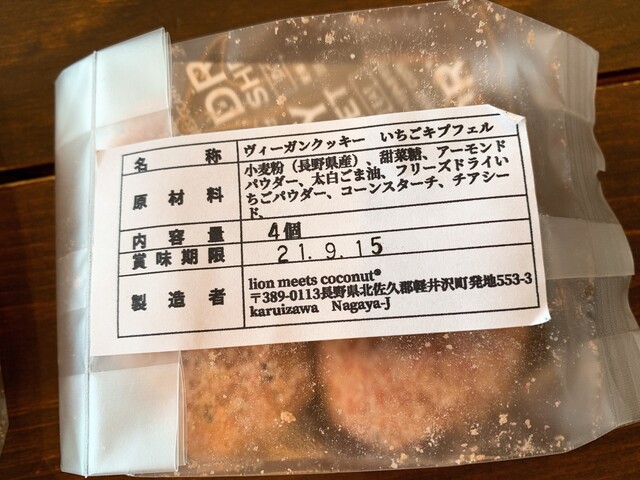 DR
SH
Y
ET
R
名称 ヴィーガンクッキー いちごキプフェル
原材料 小麦粉（長野県産）、甜菜糖、アーモンド
パウダー、太白ごま油、フリーズドライい
ちごパウダー、コーンスターチ、チアシー
ド、
内容量 4個
賞味期限 21.9.15
製造者 lion meets coconut®
〒389-0113長野県北佐久郡軽井沢町発地553-3
karuizawa Nagaya-J